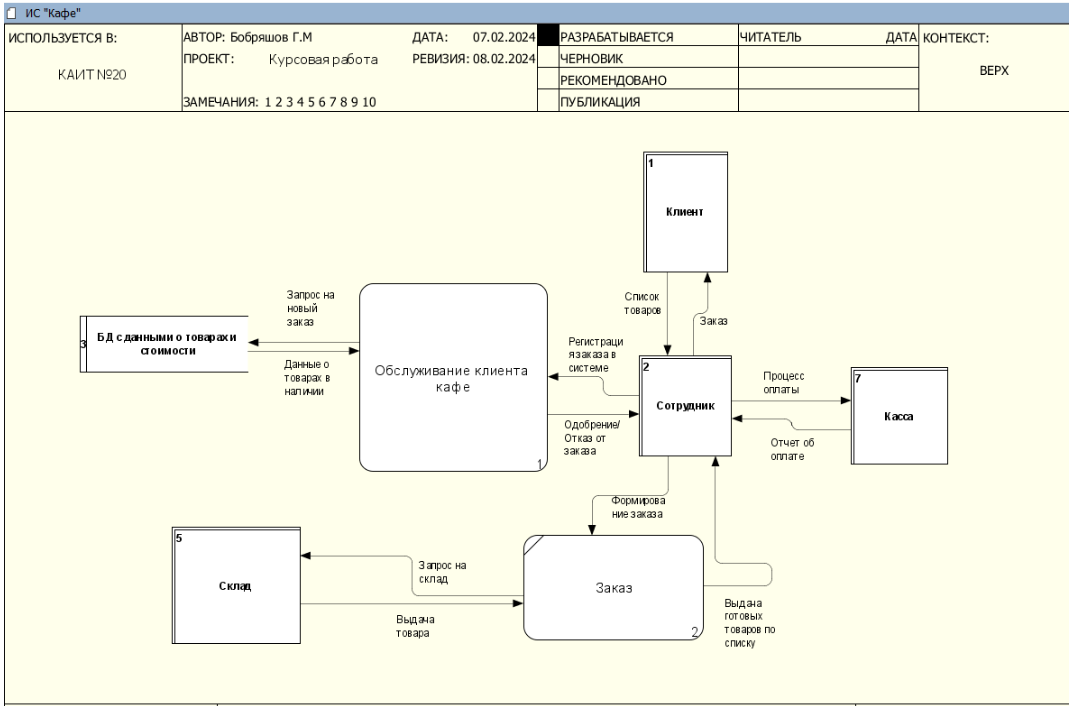 ИС "Кафе"
ИСПОЛЬЗУЕТСЯ В:
КАИТ №20
АВТОР: Бобряшов Г.М
ДАТА: 07.02.2024
ПРОЕКТ: Курсовая работа
РЕВИЗИЯ: 08.02.2024
ЗАМЕЧАНИЯ: 1 2 3 4 5 6 7 8 9 10
РАЗРАБАТЫВАЕТСЯ
ЧЕРНОВИК
РЕКОМЕНДОВАНО
ПУБЛИКАЦИЯ
ЧИТАТЕЛЬ
ДАТА
КОНТЕКСТ:
ВЕРХ
1
Клиент
Список
товаров
Заказ
Запрос на
новый
заказ
3
БД с данными о товарах и
стоимости
Данные о
товарах в
наличии
Обслуживание клиента
кафе
1
Регистраци
я заказа в
системе
Одобрение/
Отказ от
заказа
2
Сотрудник
Процесс
оплаты
Отчет об
оплате
7
Касса
Формирова
ние заказа
5
Склад
Запрос на
склад
Выдача
товара
Заказ
2
Выдача
готовых
товаров по
списку